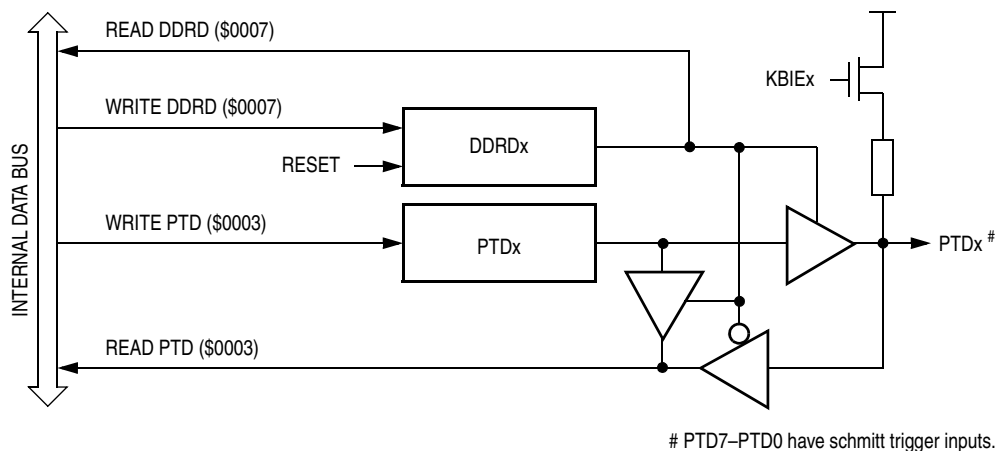 READ DDRD ($0007)
KBIEx
WRITE DDRD ($0007)
DDRDx
RESET
INTERNAL DATA BUS
WRITE PTD ($0003)
PTDx
PTDx #
READ PTD ($0003)
# PTD7–PTD0 have schmitt trigger inputs.